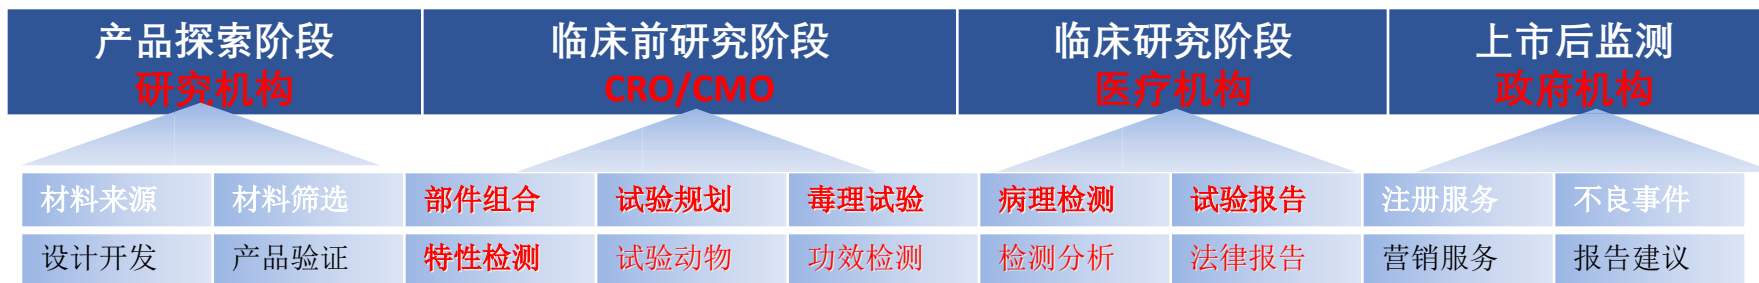 产品探索阶段
研究机构
临床前研究阶段
CRO/CMO
临床研究阶段
医疗机构
上市后监测
政府机构
材料来源 材料筛选 部件组合 试验规划 毒理试验 病理检测 试验报告 注册服务 不良事件
设计开发 产品验证 特性检测 试验动物 功效检测 检测分析 法律报告 营销服务 报告建议